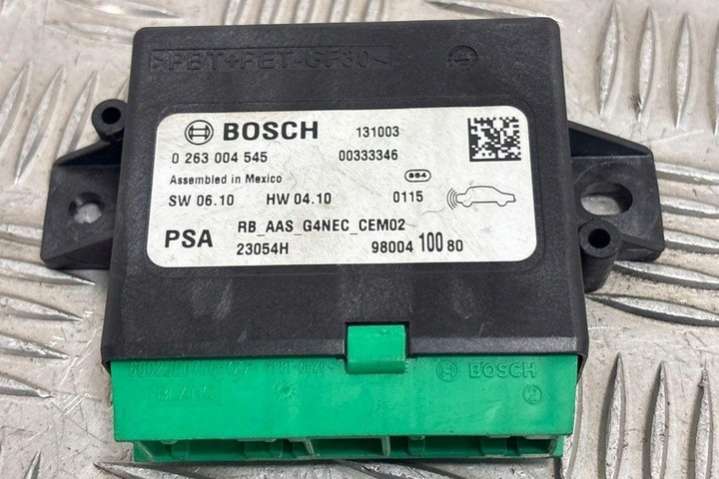 >PBT+PET-GF30<
BOSCH 131003
0 263 004 545 00333346
Assembled in Mexico 884
SW 06.10 HW 04.10 0115
PSA RB_AAS_G4NEC_CEM02
23054H 98004 100 80
BOSCH